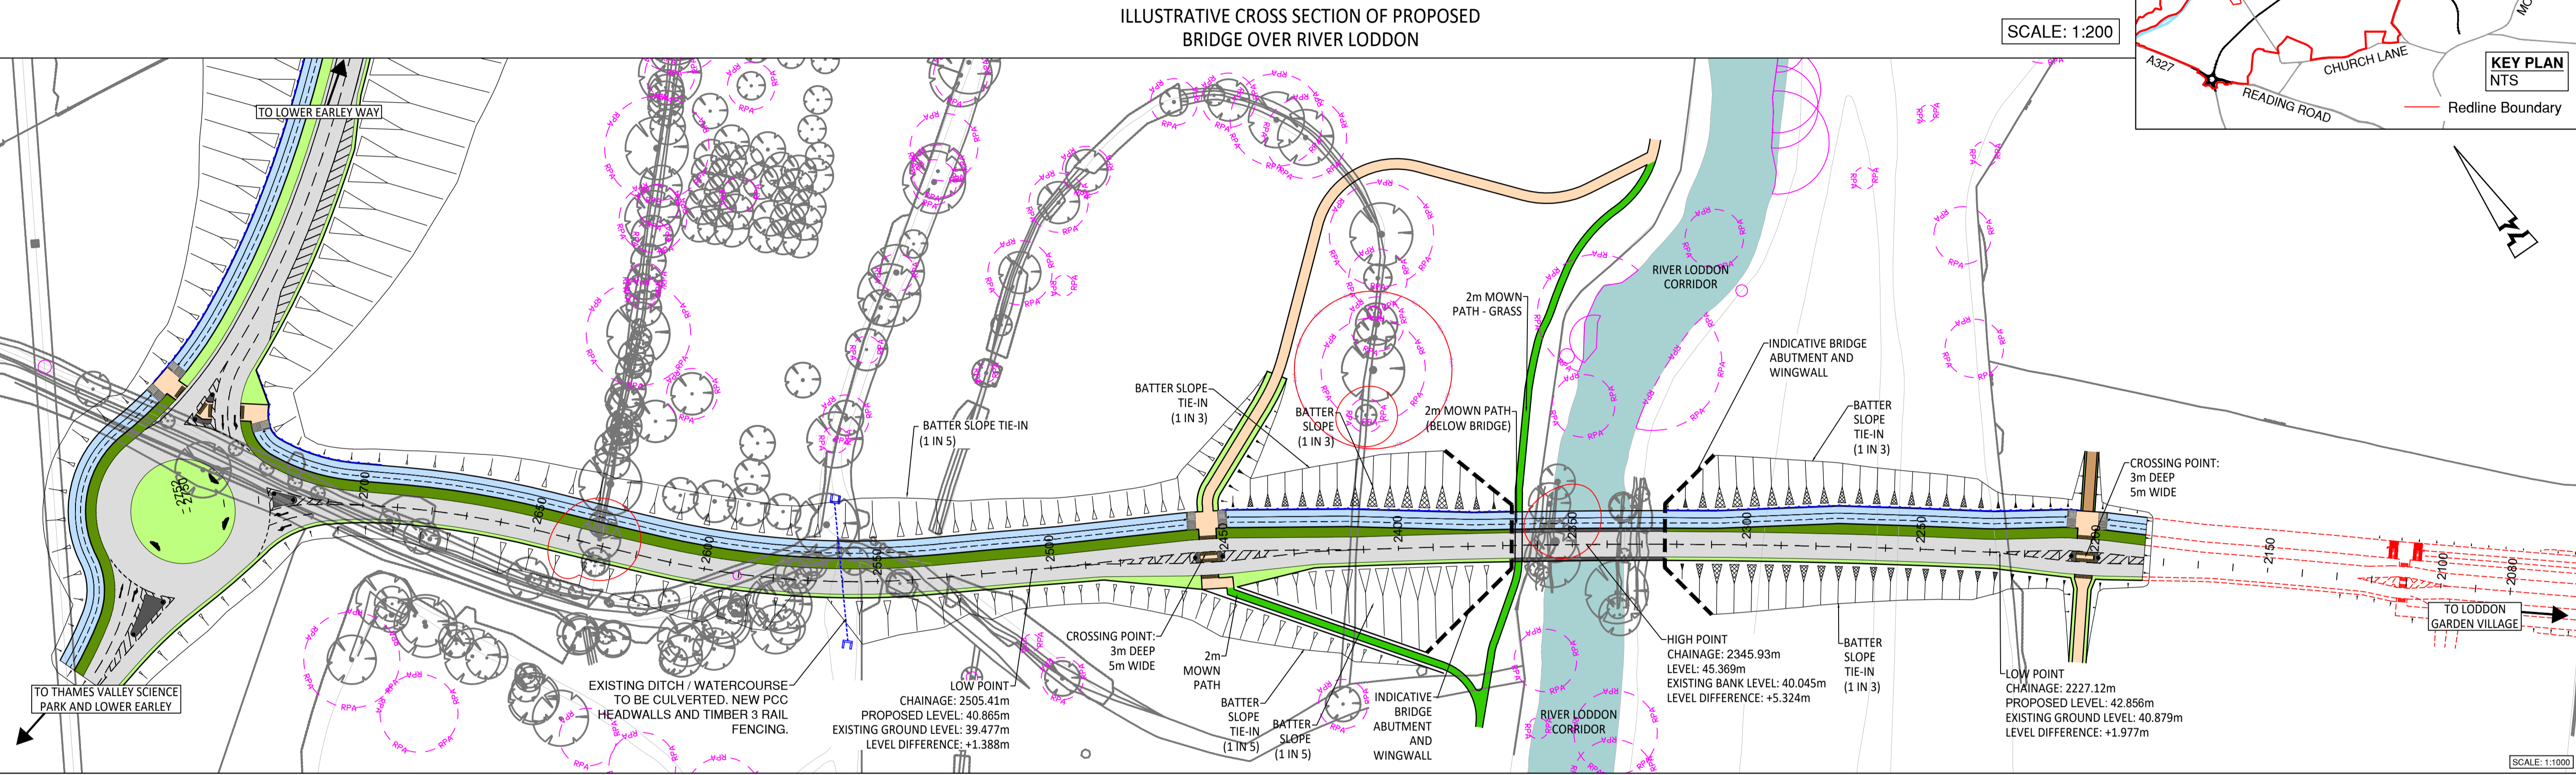 ILLUSTRATIVE CROSS SECTION OF PROPOSED
BRIDGE OVER RIVER LODDON
SCALE: 1:200
A327
READING ROAD
CHURCH LANE
KEY PLAN
NTS
Redline Boundary
TO LOWER EARLEY WAY
RIVER LODDON
CORRIDOR
2m MOWN
PATH - GRASS
INDICATIVE BRIDGE
ABUTMENT AND
WINGWALL
BATTER SLOPE
TIE-IN
(1 IN 3)
BATTER
SLOPE
(1 IN 3)
2m MOWN PATH
(BELOW BRIDGE)
BATTER
SLOPE
TIE-IN
(1 IN 3)
BATTER SLOPE TIE-IN
(1 IN 5)
CROSSING POINT:
3m DEEP
5m WIDE
2700
2650
2600
2500
2450
2400
2350
2300
2250
2200
2150
2100
2080
TO LODDON
GARDEN VILLAGE
TO THAMES VALLEY SCIENCE
PARK AND LOWER EARLEY
EXISTING DITCH / WATERCOURSE
TO BE CULVERTED. NEW PCC
HEADWALLS AND TIMBER 3 RAIL
FENCING.
LOW POINT
CHAINAGE: 2505.41m
PROPOSED LEVEL: 40.865m
EXISTING GROUND LEVEL: 39.477m
LEVEL DIFFERENCE: +1.388m
CROSSING POINT:
3m DEEP
5m WIDE
2m
MOWN
PATH
BATTER
SLOPE
TIE-IN
(1 IN 5)
BATTER
SLOPE
(1 IN 5)
INDICATIVE
BRIDGE
ABUTMENT
AND
WINGWALL
RIVER LODDON
CORRIDOR
HIGH POINT
CHAINAGE: 2345.93m
LEVEL: 45.369m
EXISTING BANK LEVEL: 40.045m
LEVEL DIFFERENCE: +5.324m
BATTER
SLOPE
TIE-IN
(1 IN 3)
LOW POINT
CHAINAGE: 2227.12m
PROPOSED LEVEL: 42.856m
EXISTING GROUND LEVEL: 40.879m
LEVEL DIFFERENCE: +1.977m
SCALE: 1:1000